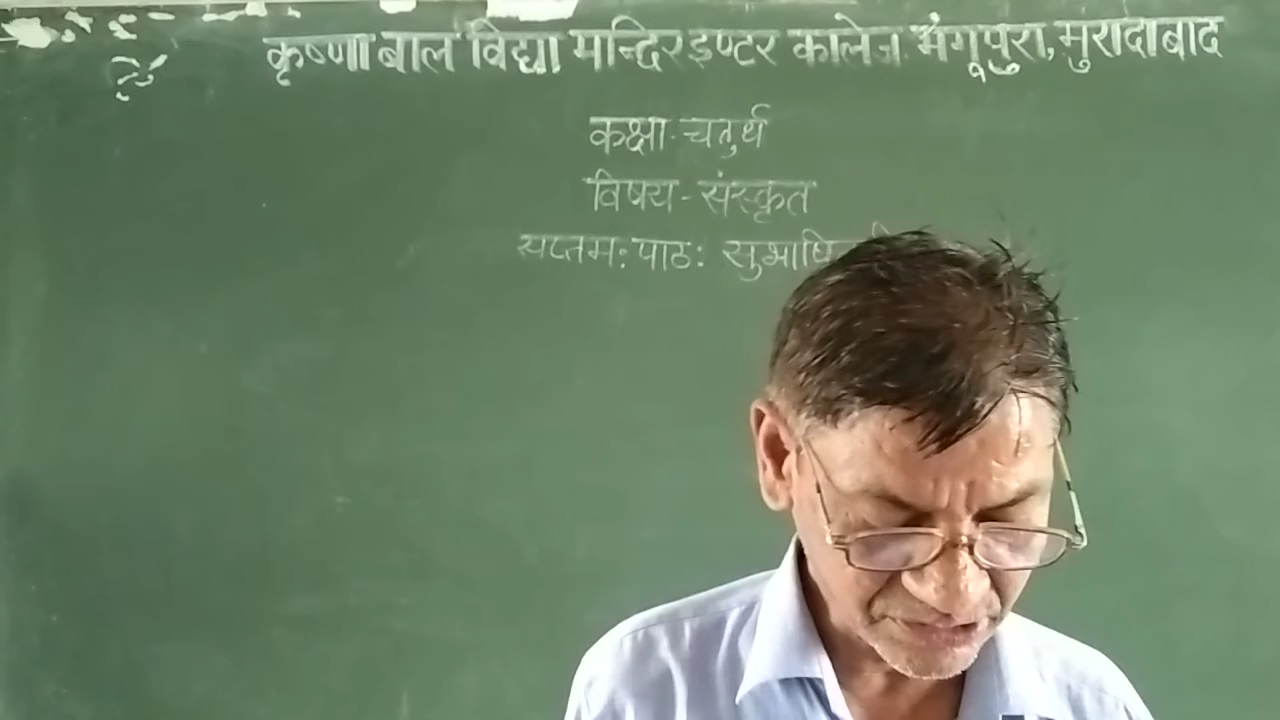 कृष्णा बाल विद्या मन्दिर इण्टर कालेज भंगूपुरा, मुरादाबाद
कक्षा-चतुर्थ
विषय-संस्कृत
सप्तम: पाठ: